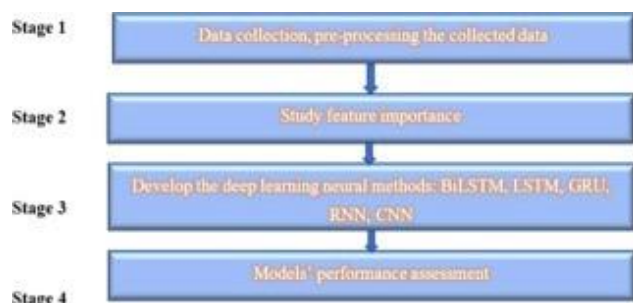 Stage 1
Data collection, pre-processing the collected data
Stage 2
Study feature importance
Stage 3
Develop the deep learning neural methods: BiLSTM, LSTM, GRU,
RNN, CNN
Models' performance assessment
Stage 4